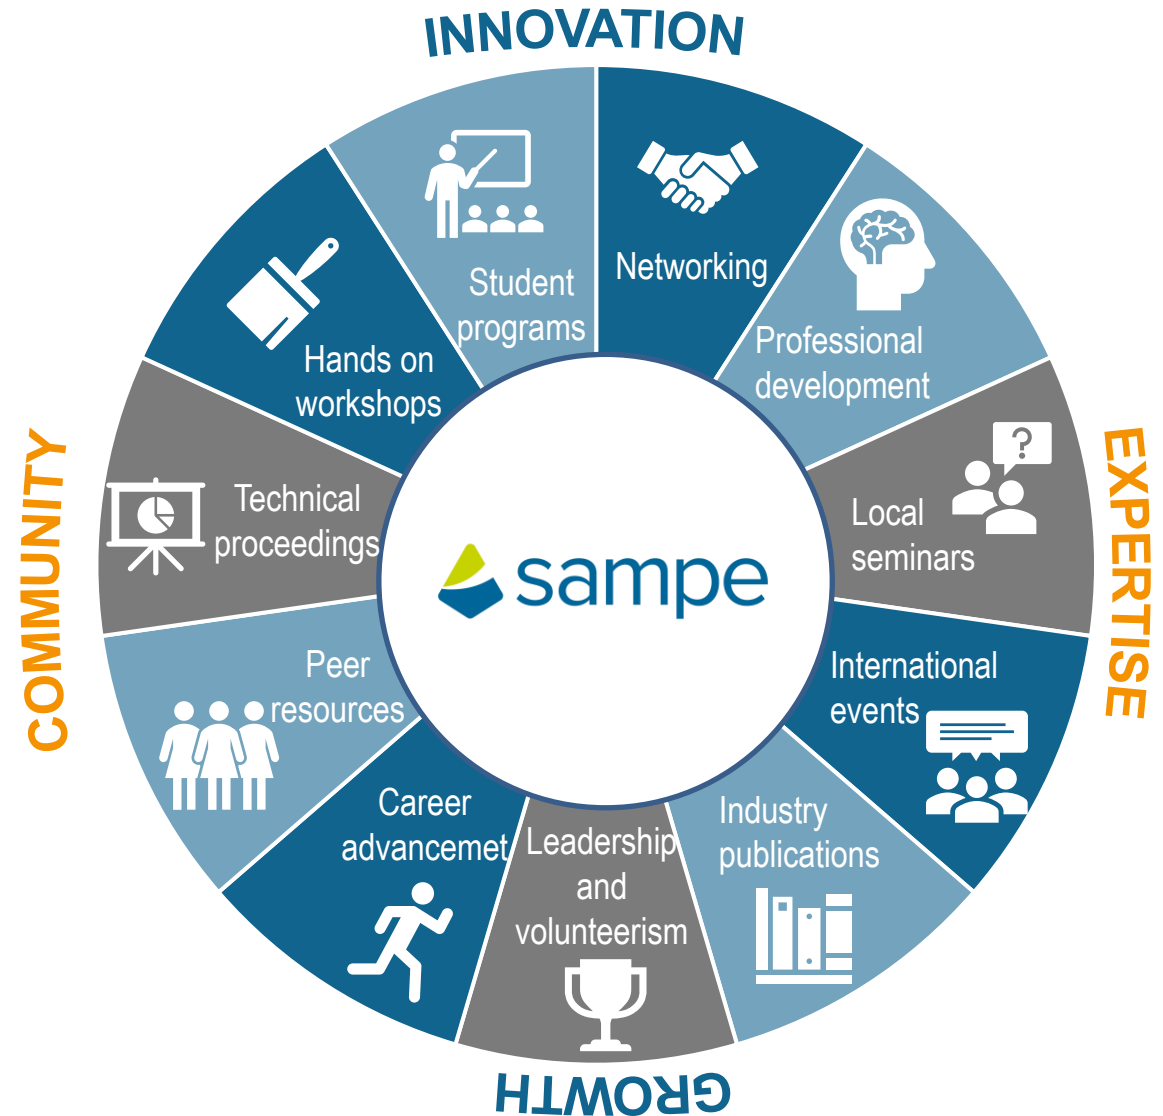 INNOVATION
Networking
Professional
development
Local
seminars
International
events
Industry
publications
Leadership
and
volunteerism
Career
advancemet
Peer
resources
Technical
proceedings
Hands on
workshops
Student
programs
sampe
?
EXPERTISE
GROWTH
COMMUNITY